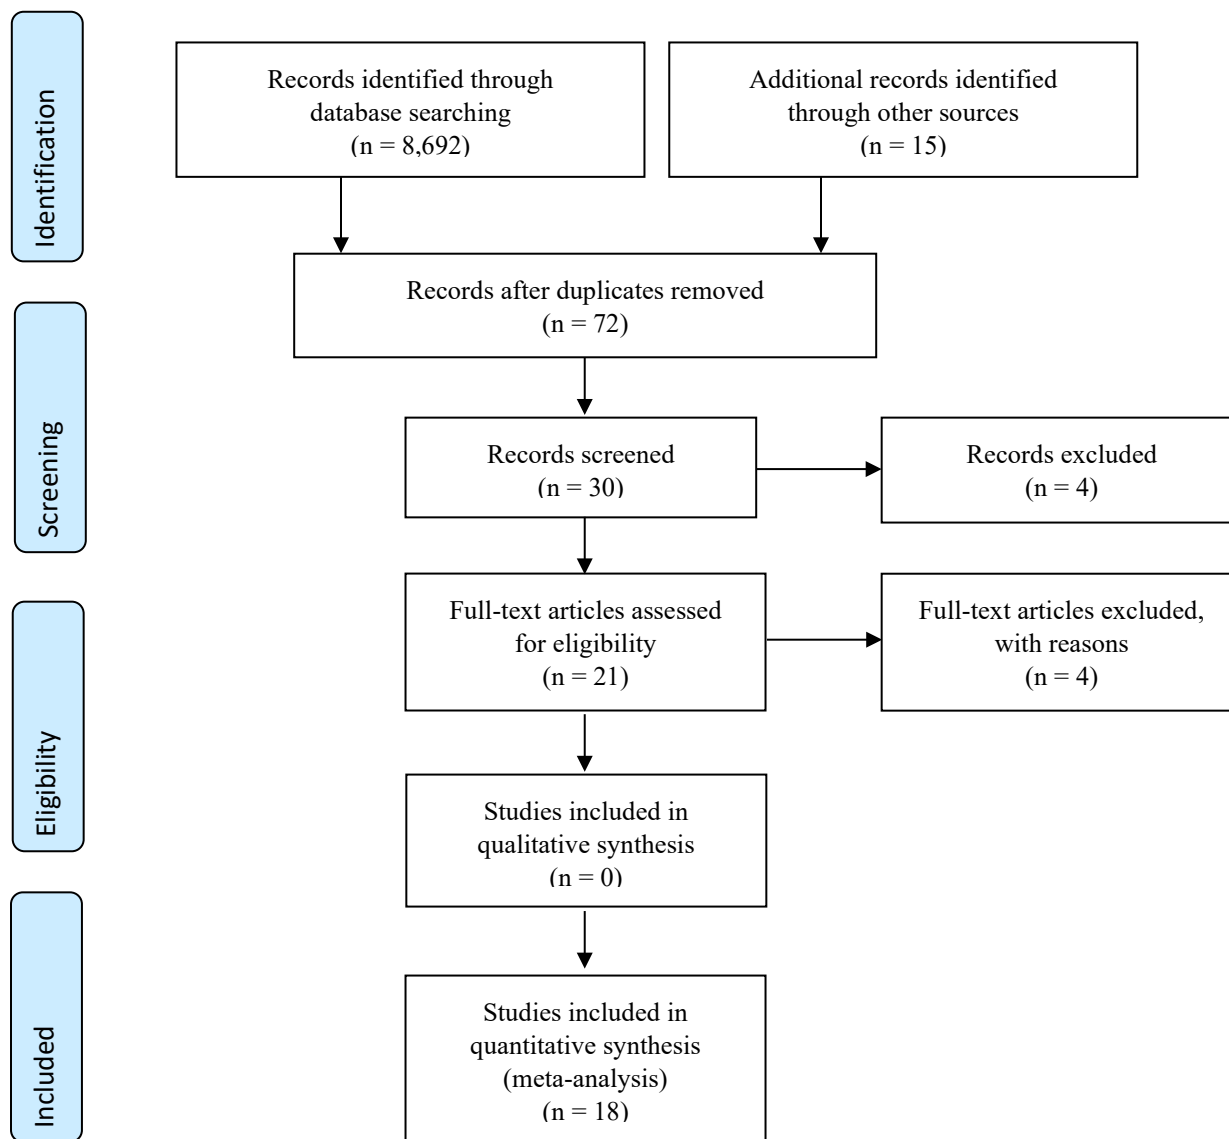 Identification
Records identified through
database searching
(n = 8,692)
Additional records identified
through other sources
(n = 15)
Records after duplicates removed
(n = 72)
Screening
Records screened
(n = 30)
Records excluded
(n = 4)
Eligibility
Full-text articles assessed
for eligibility
(n = 21)
Full-text articles excluded,
with reasons
(n = 4)
Studies included in
qualitative synthesis
(n = 0)
Included
Studies included in
quantitative synthesis
(meta-analysis)
(n = 18)